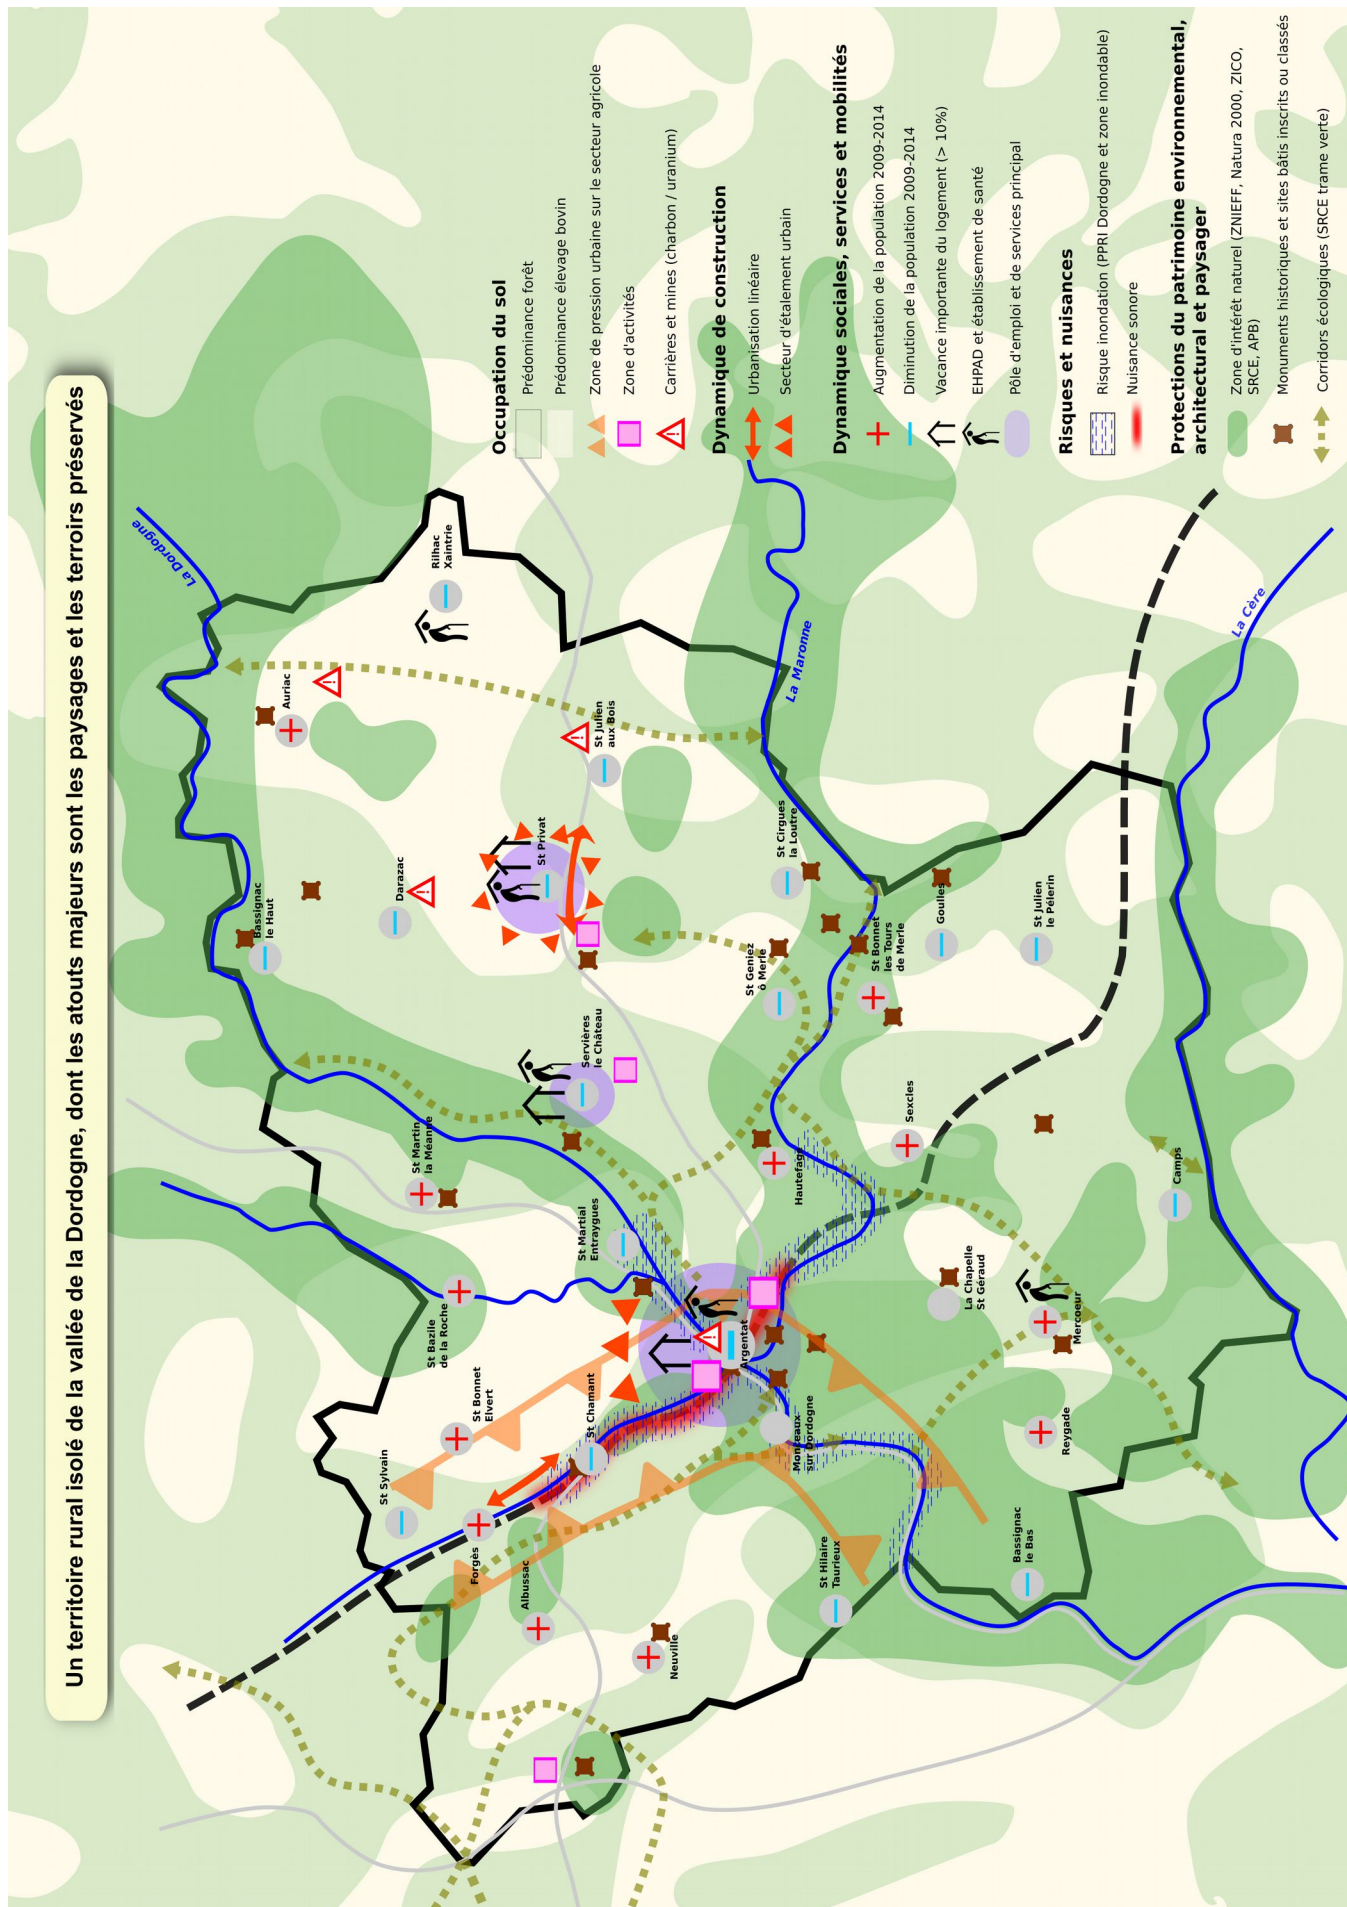 Un territoire rural isolé de la vallée de la Dordogne, dont les atouts majeurs sont les paysages et les terroirs préservés
La Dordogne
Rilhac
Xaintrie
Auriac
St Julien
aux Bois
La Maronne
La Cère
Bassignac
le Haut
Darazac
St Privat
St Cirgues
la Loutre
St Geniez
ô Merle
St Bonnet
les Tours
de Merle
Goulles
St Julien
le Pélerin
Servières
le Château
St Martin
la Méanne
Hautefage
Sexcles
Camps
St Martial
Entraygues
St Bazile
de la Roche
Argentat
La Chapelle
St Géraud
Mercoeur
St Bonnet
Elvert
St Chamant
Monceaux
sur Dordogne
Reygade
St Sylvain
Forgès
Albussac
Neuville
St Hilaire
Taurieux
Bassignac
le Bas
Occupation du sol
Prédominance forêt
Prédominance élevage bovin
Zone de pression urbaine sur le secteur agricole
Zone d'activités
Carrières et mines (charbon / uranium)
Dynamique de construction
Urbanisation linéaire
Secteur d'étalement urbain
Dynamique sociales, services et mobilités
Augmentation de la population 2009-2014
Diminution de la population 2009-2014
Vacance importante du logement (> 10%)
EHPAD et établissement de santé
Pôle d'emploi et de services principal
Risques et nuisances
Risque inondation (PPRI Dordogne et zone inondable)
Nuisance sonore
Protections du patrimoine environnemental,
architectural et paysager
Zone d'intérêt naturel (ZNIEFF, Natura 2000, ZICO,
SRCE, APB)
Monuments historiques et sites bâtis inscrits ou classés
Corridors écologiques (SRCE trame verte)